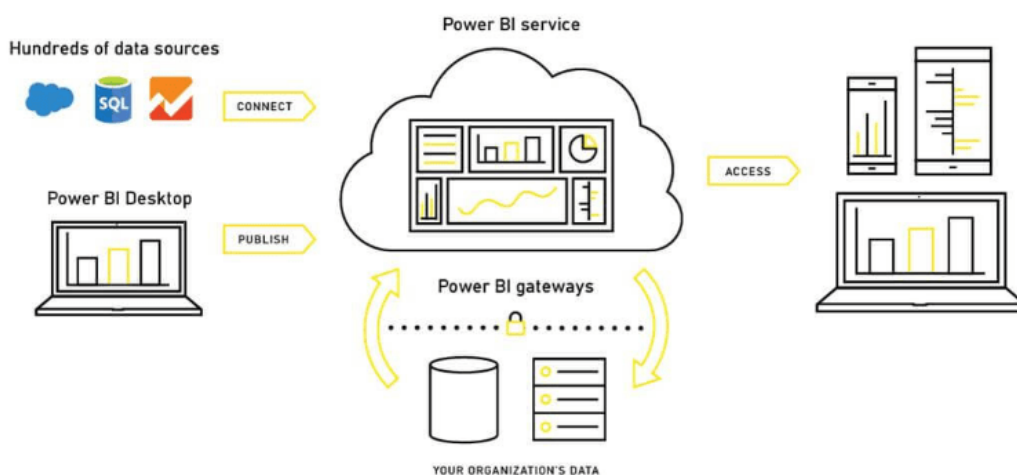 Power BI service
Hundreds of data sources
SQL
CONNECT
ACCESS
Power BI Desktop
PUBLISH
Power BI gateways
YOUR ORGANIZATION'S DATA